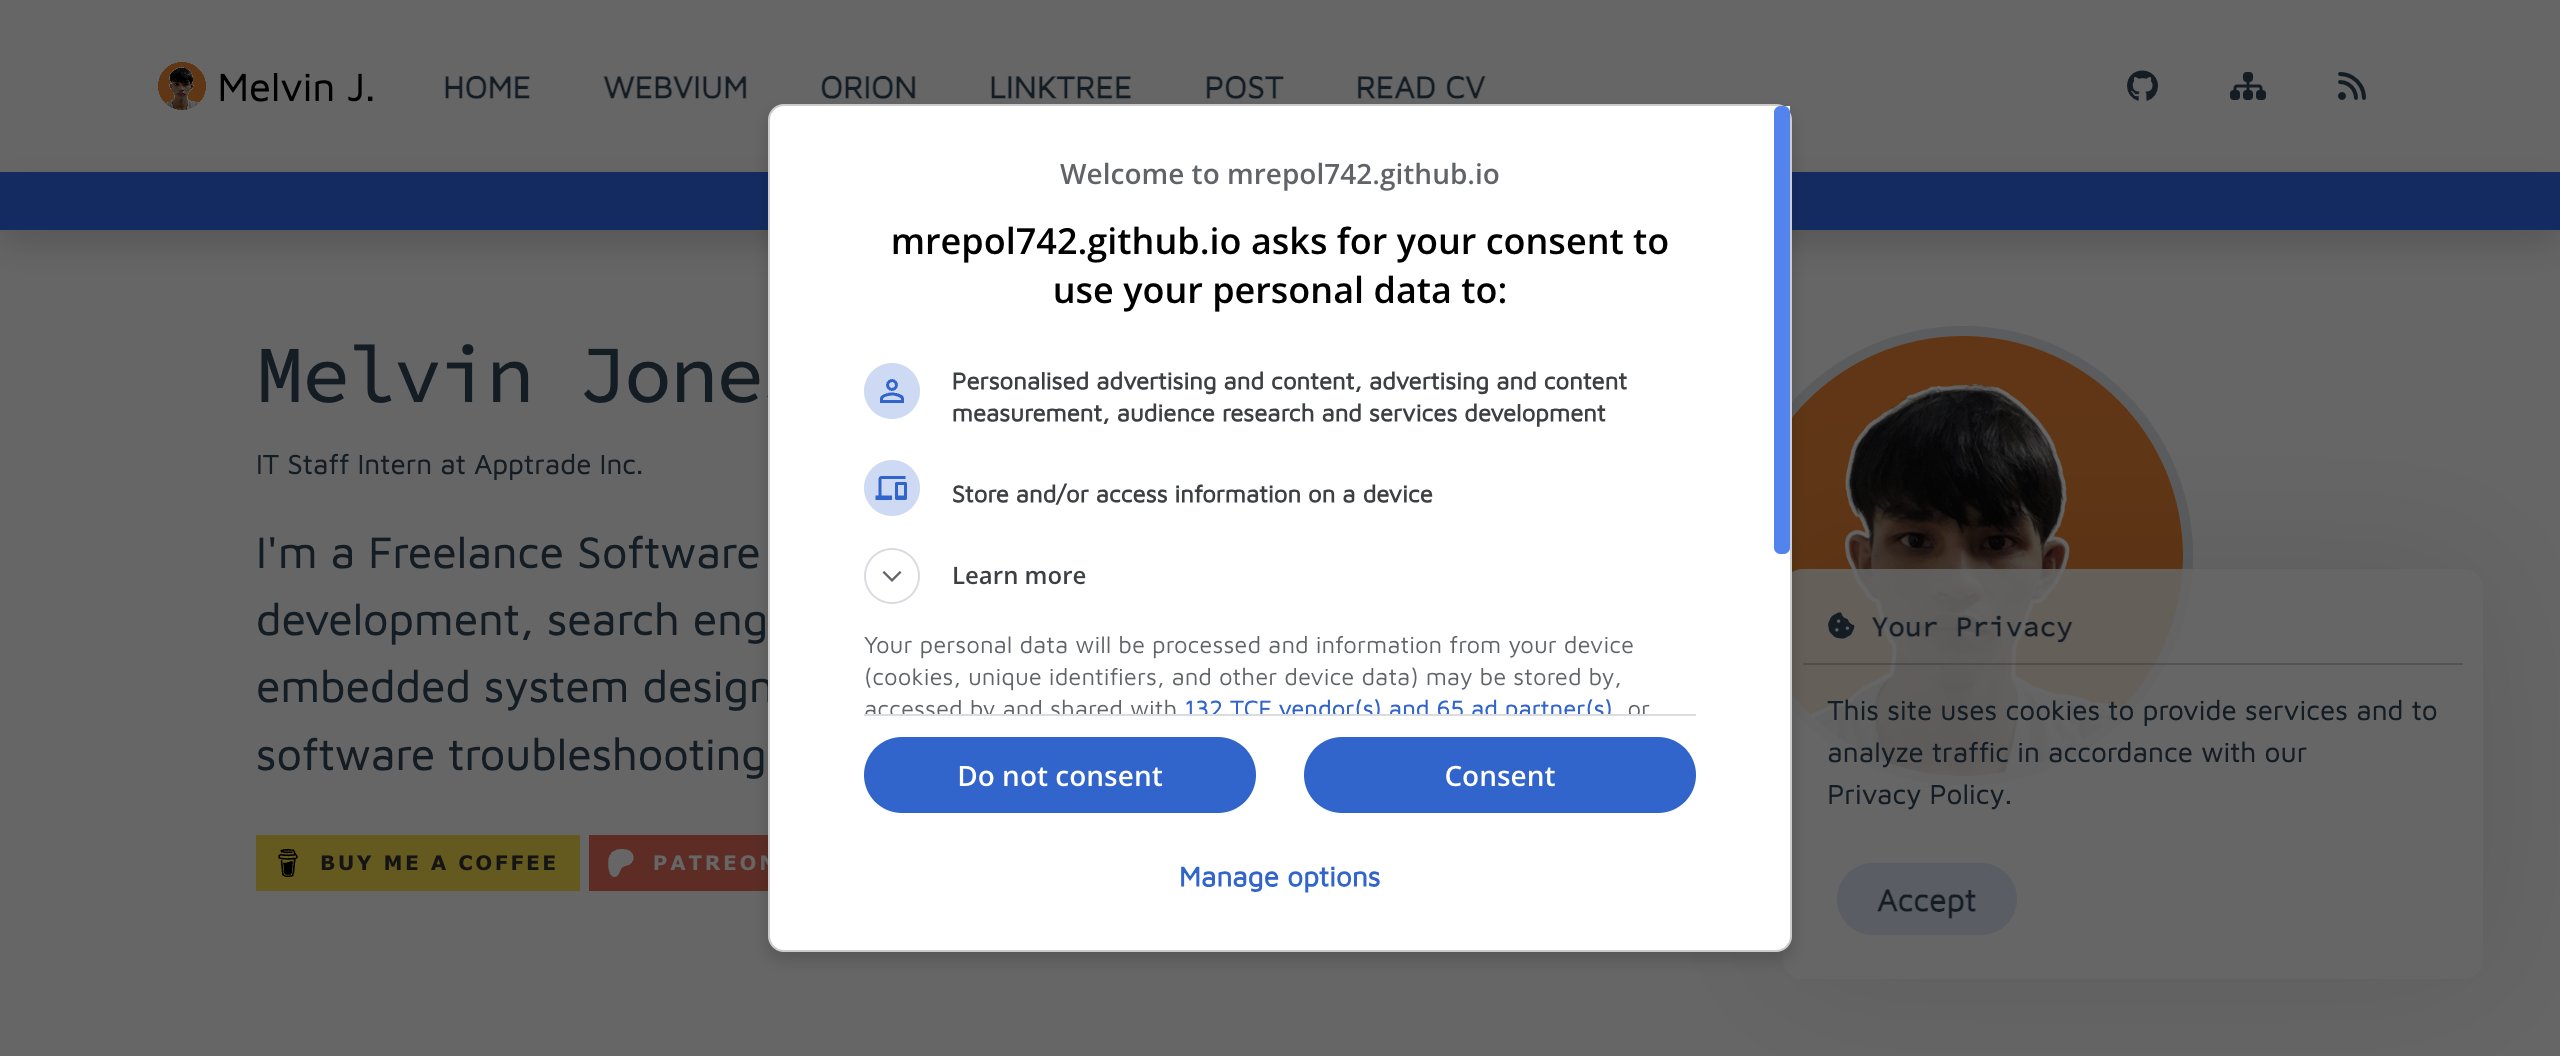 Melvin J.
HOME
WEBVIUM
ORION
LINKTREE
POST
READ CV
Welcome to mrepol742.github.io
mrepol742.github.io asks for your consent to
use your personal data to:
Personalised advertising and content, advertising and content
measurement, audience research and services development
Store and/or access information on a device
Learn more
Your personal data will be processed and information from your device
(cookies, unique identifiers, and other device data) may be stored by,
accessed by and shared with 132 TCF vendor(s) and 65 ad partner(s), or
Do not consent
Consent
Manage options
Melvin Jone
IT Staff Intern at Apptrade Inc.
I'm a Freelance Software
development, search eng
embedded system design
software troubleshooting
BUY ME A COFFEE
PATREON
Your Privacy
This site uses cookies to provide services and to
analyze traffic in accordance with our
Privacy Policy.
Accept